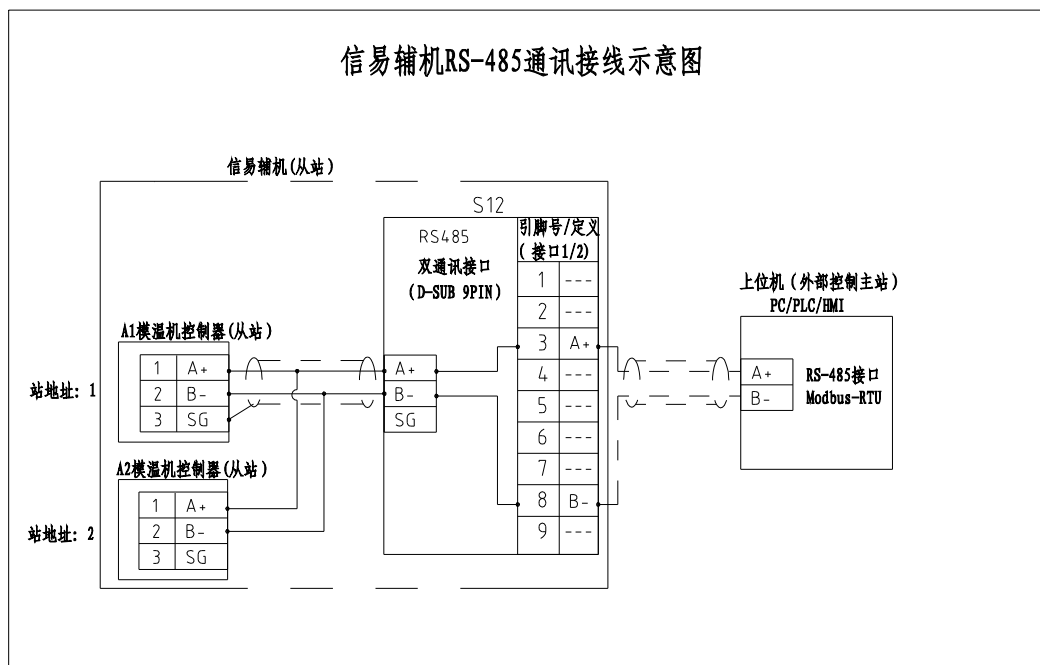 信易辅机RS-485通讯接线示意图
信易辅机(从站)
S12
RS485
双通讯接口
(D-SUB 9PIN)
引脚号/定义
(接口1/2)
1 ---
2 ---
3 A+
4 ---
5 ---
6 ---
7 ---
8 B-
9 ---
A+
B-
SG
A1模温机控制器(从站)
站地址: 1
1 A+
2 B-
3 SG
A2模温机控制器(从站)
站地址: 2
1 A+
2 B-
3 SG
上位机(外部控制主站)
PC/PLC/HMI
A+
B-
RS-485接口
Modbus-RTU